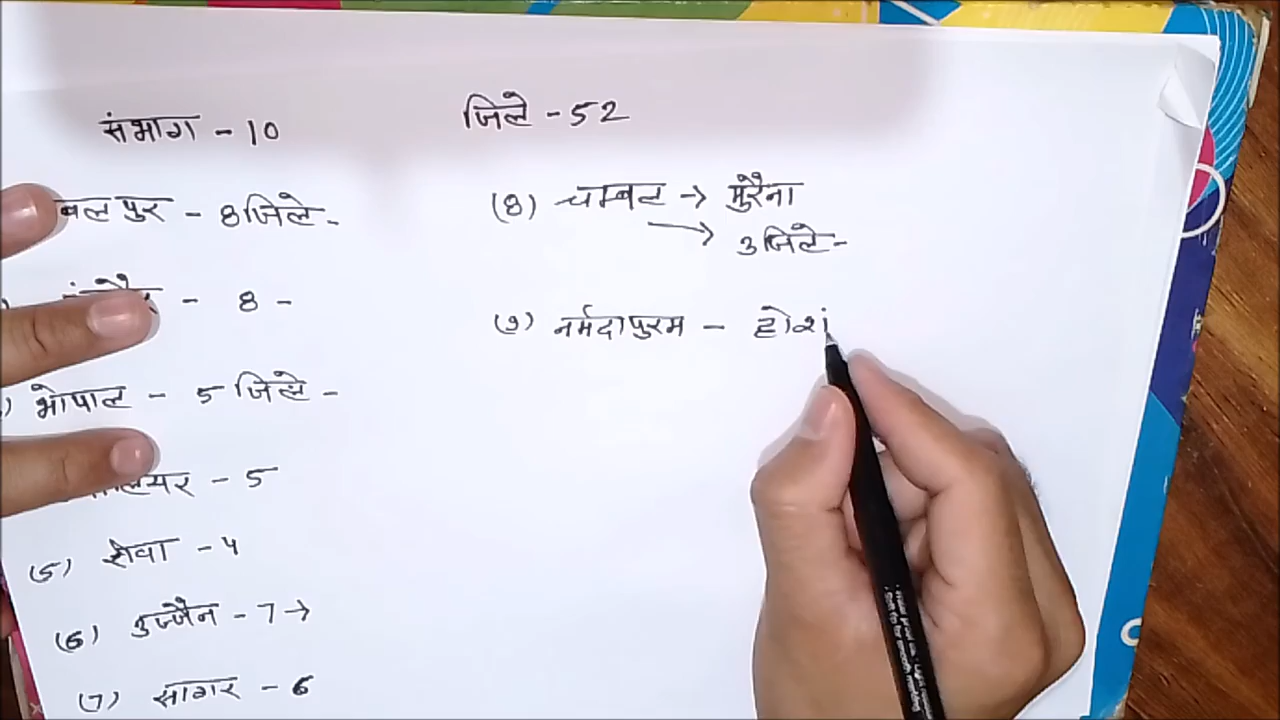 संभाग - 10
जिले - 52
बलपुर - 8 जिले -
- 8 -
भोपाल - 5 जिले -
लियर - 5
(5) रीवा - 4
(6) उज्जैन - 7 →
(7) सागर - 6
(8) चम्बल → मुरैना
→ 3 जिले -
(9) नर्मदापुरम - होशं